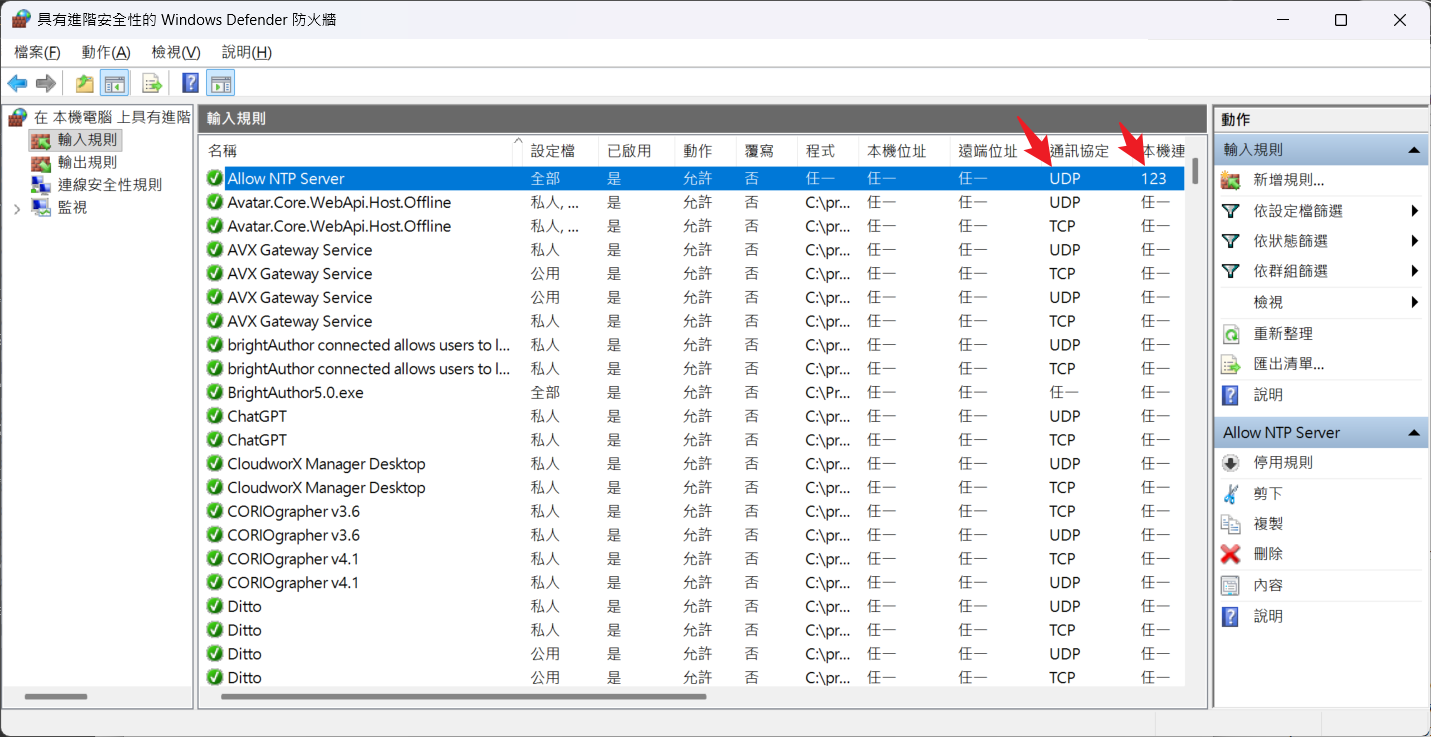 具有進階安全性的 Windows Defender 防火牆
檔案(F) 動作(A) 檢視(V) 說明(H)
在 本機電腦 上具有進階
輸入規則
輸出規則
連線安全性規則
監視
輸入規則
名稱 設定檔 已啟用 動作 覆寫 程式 本機位址 遠端位址 通訊協定 本機連
Allow NTP Server 全部 是 允許 否 任一 任一 任一 UDP 123
Avatar.Core.WebApi.Host.Offline 私人, ... 是 允許 否 C:\pr... 任一 任一 UDP 任一
Avatar.Core.WebApi.Host.Offline 私人, ... 是 允許 否 C:\pr... 任一 任一 TCP 任一
AVX Gateway Service 私人 是 允許 否 C:\pr... 任一 任一 UDP 任一
AVX Gateway Service 公用 是 允許 否 C:\pr... 任一 任一 TCP 任一
AVX Gateway Service 公用 是 允許 否 C:\pr... 任一 任一 UDP 任一
AVX Gateway Service 私人 是 允許 否 C:\pr... 任一 任一 TCP 任一
brightAuthor connected allows users to l... 私人 是 允許 否 C:\pr... 任一 任一 UDP 任一
brightAuthor connected allows users to l... 私人 是 允許 否 C:\pr... 任一 任一 TCP 任一
BrightAuthor5.0.exe 全部 是 允許 否 C:\Pr... 任一 任一 任一 任一
ChatGPT 私人 是 允許 否 C:\pr... 任一 任一 UDP 任一
ChatGPT 私人 是 允許 否 C:\pr... 任一 任一 TCP 任一
CloudworX Manager Desktop 私人 是 允許 否 C:\pr... 任一 任一 UDP 任一
CloudworX Manager Desktop 私人 是 允許 否 C:\pr... 任一 任一 TCP 任一
CORIOgrapher v3.6 私人 是 允許 否 C:\pr... 任一 任一 TCP 任一
CORIOgrapher v3.6 私人 是 允許 否 C:\pr... 任一 任一 UDP 任一
CORIOgrapher v4.1 私人 是 允許 否 C:\pr... 任一 任一 TCP 任一
CORIOgrapher v4.1 私人 是 允許 否 C:\pr... 任一 任一 UDP 任一
Ditto 私人 是 允許 否 C:\pr... 任一 任一 UDP 任一
Ditto 私人 是 允許 否 C:\pr... 任一 任一 TCP 任一
Ditto 公用 是 允許 否 C:\pr... 任一 任一 UDP 任一
Ditto 公用 是 允許 否 C:\pr... 任一 任一 TCP 任一
動作
輸入規則
新增規則...
依設定檔篩選
依狀態篩選
依群組篩選
檢視
重新整理
匯出清單...
說明
Allow NTP Server
停用規則
剪下
複製
刪除
內容
說明